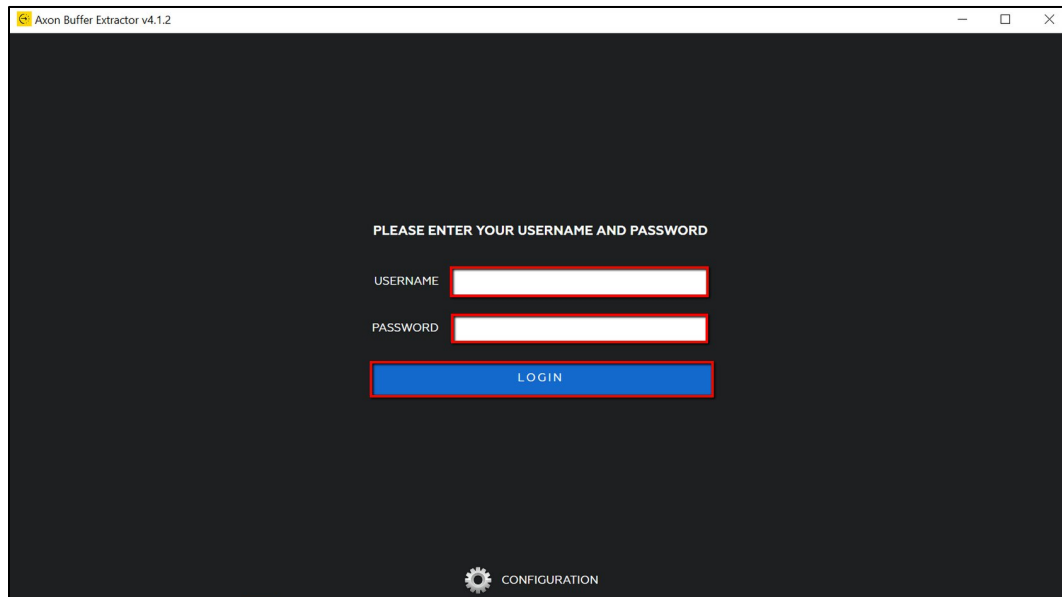 Axon Buffer Extractor v4.1.2
PLEASE ENTER YOUR USERNAME AND PASSWORD
USERNAME
PASSWORD
LOGIN
CONFIGURATION